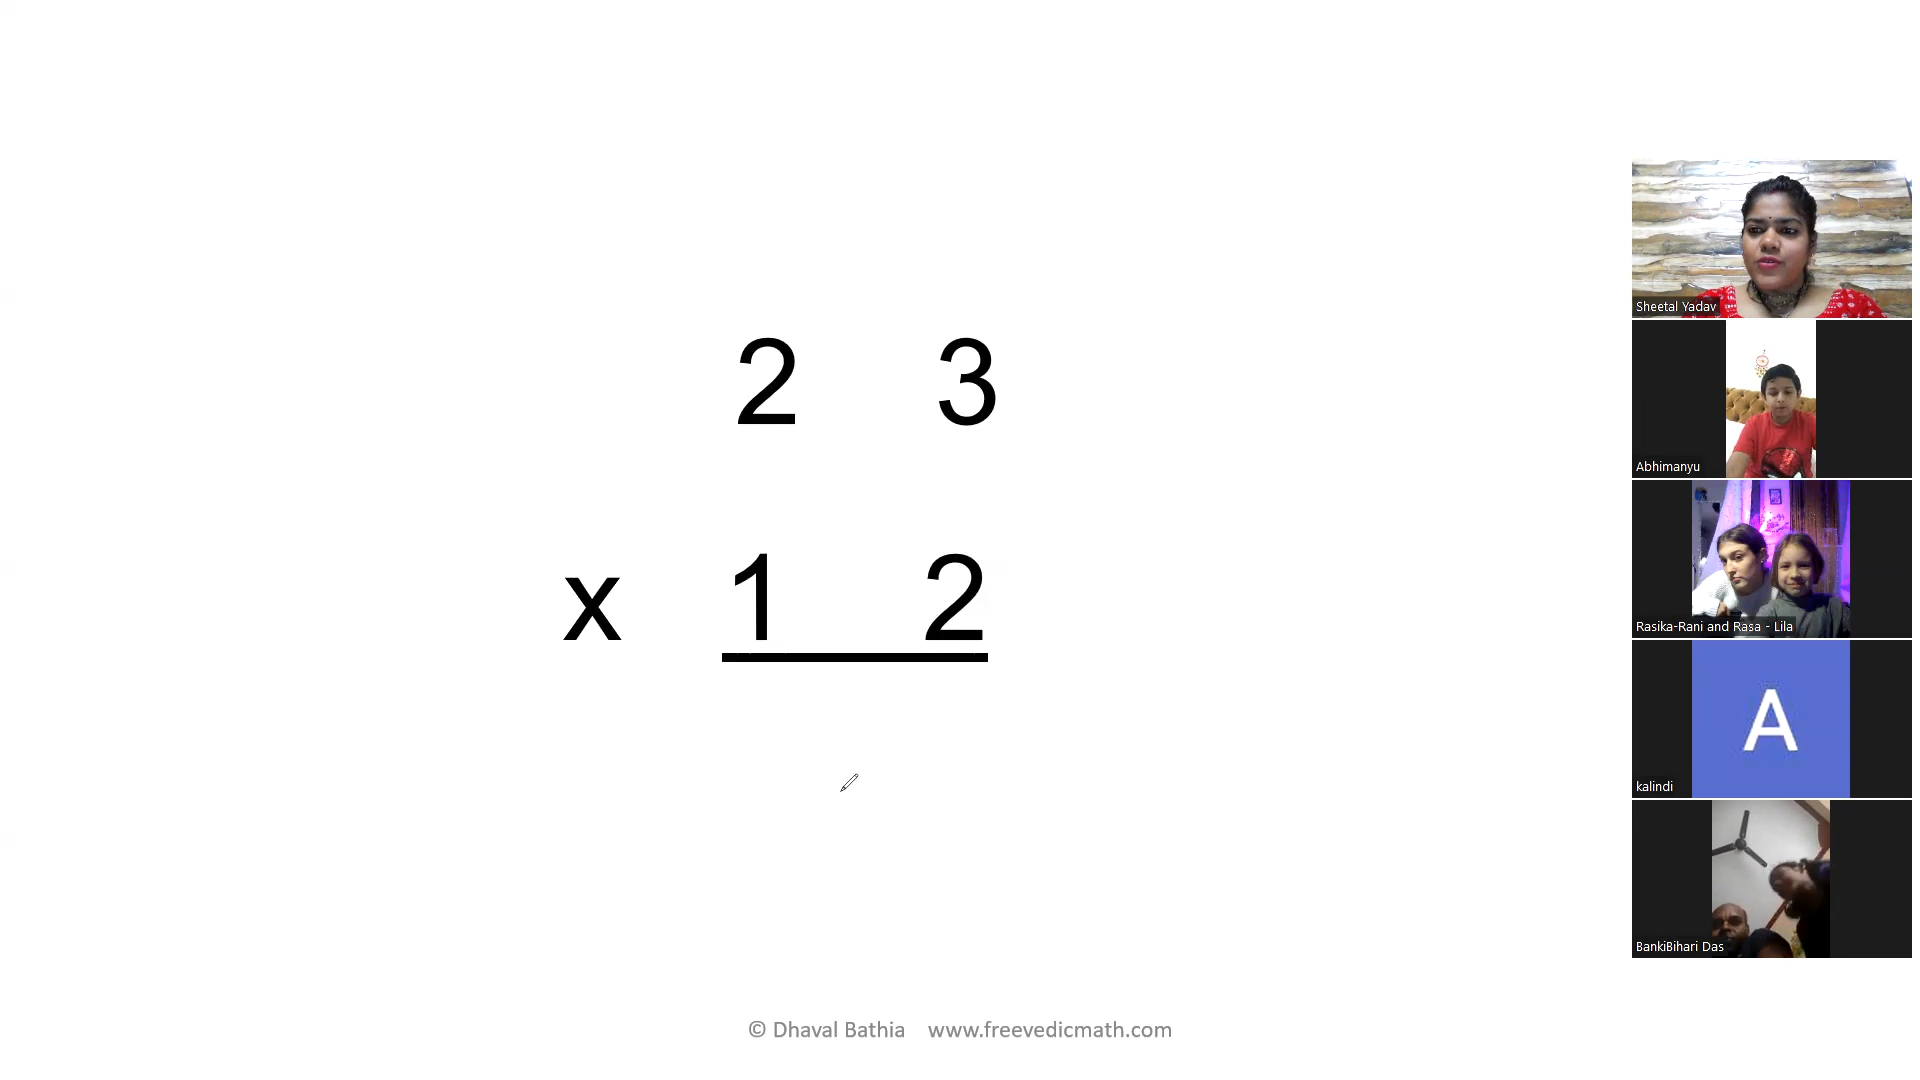 2 3
x 1 2
© Dhaval Bathia www.freevedicmath.com
Sheetal Yadav
Abhimanyu
Rasika-Rani and Rasa - Lila
A
kalindi
BankiBihari Das